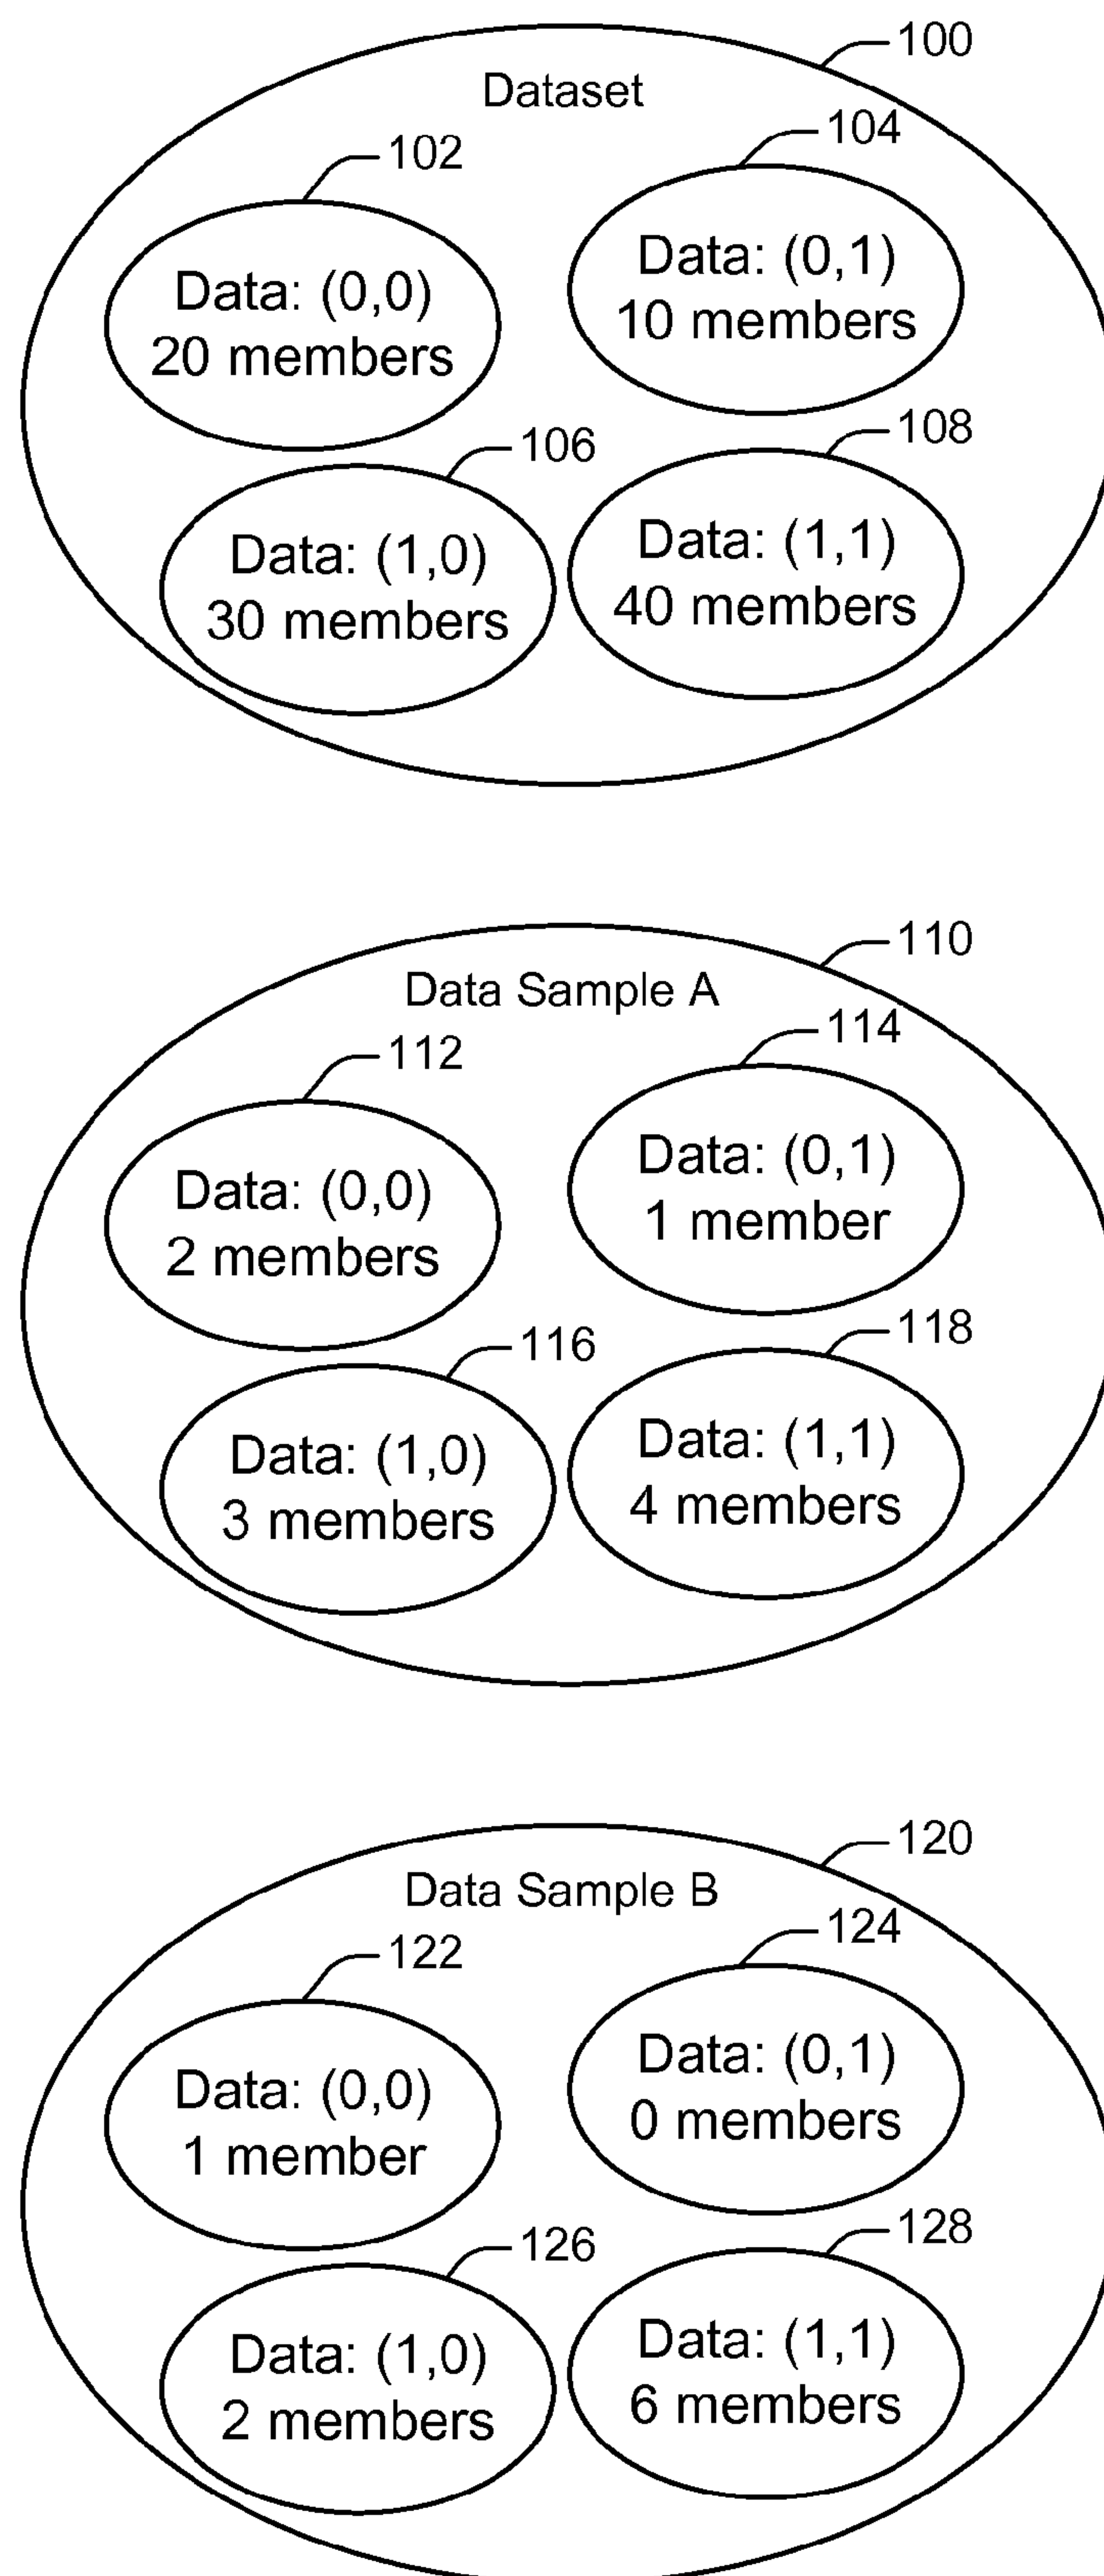 100
Dataset
104
102
Data: (0,1)
10 members
Data: (0,0)
20 members
108
106
Data: (1,1)
40 members
Data: (1,0)
30 members
110
Data Sample A
114
112
Data: (0,1)
1 member
Data: (0,0)
2 members
118
116
Data: (1,1)
4 members
Data: (1,0)
3 members
120
Data Sample B
124
122
Data: (0,1)
0 members
Data: (0,0)
1 member
128
126
Data: (1,1)
6 members
Data: (1,0)
2 members